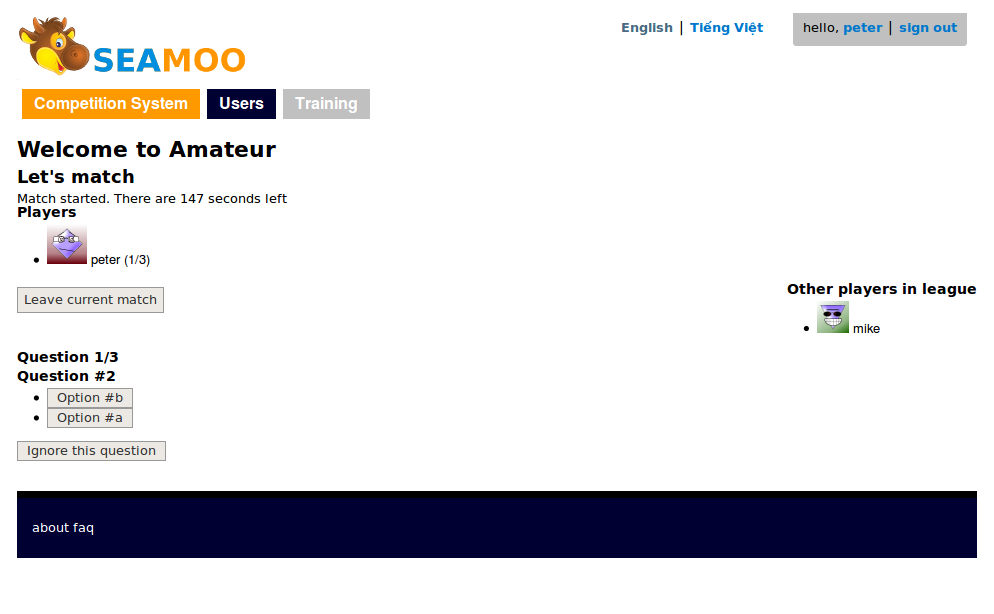 SEAMOO
English | Tiếng Việt
hello, peter | sign out
Competition System Users Training
Welcome to Amateur
Let's match
Match started. There are 147 seconds left
Players
peter (1/3)
Leave current match
Other players in league
mike
Question 1/3
Question #2
Option #b
Option #a
Ignore this question
about faq